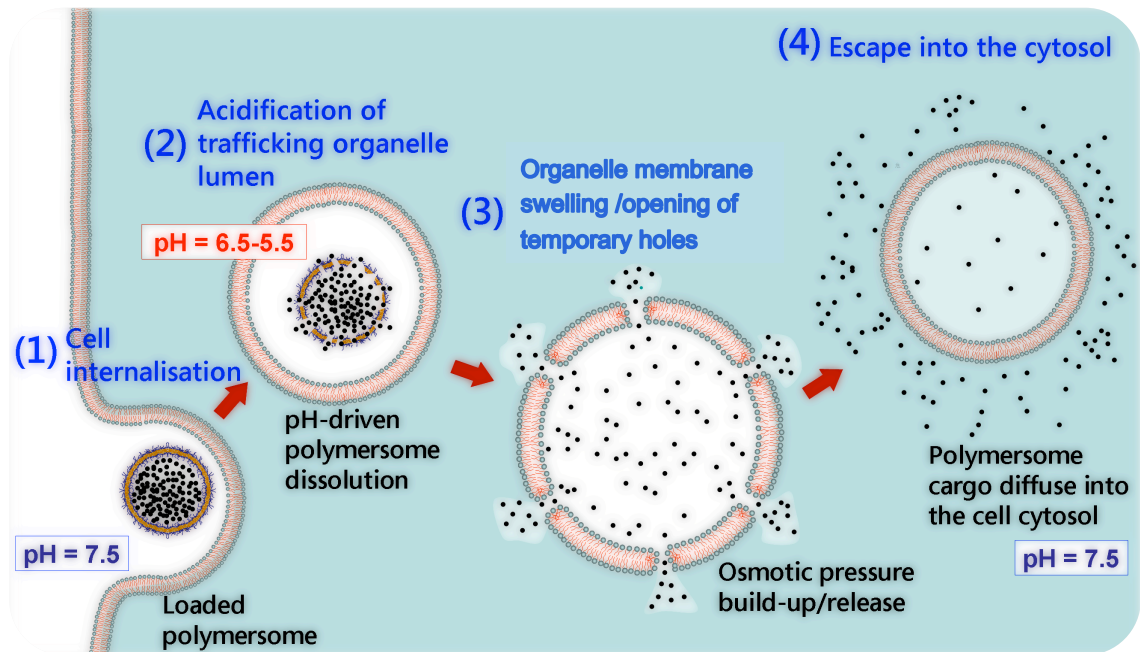 (1) Cell
internalisation
pH = 7.5
Loaded
polymersome
(2) Acidification of
trafficking organelle
lumen
pH = 6.5-5.5
pH-driven
polymersome
dissolution
(3) Organelle membrane
swelling /opening of
temporary holes
Osmotic pressure
build-up/release
(4) Escape into the cytosol
Polymersome
cargo diffuse into
the cell cytosol
pH = 7.5